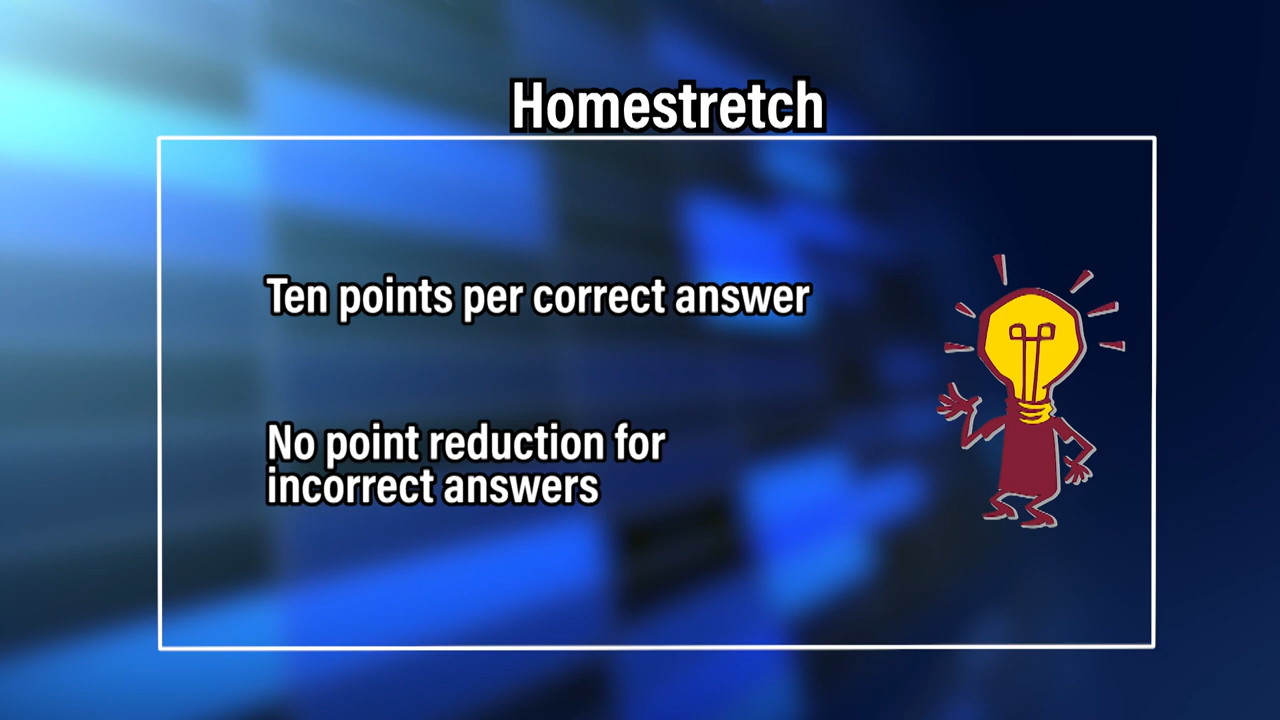 Homestretch
Ten points per correct answer
No point reduction for
incorrect answers